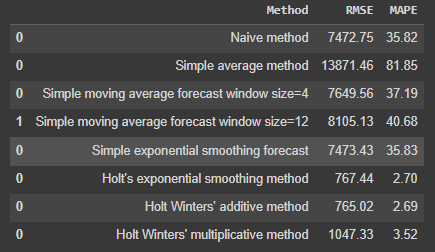 Method RMSE MAPE
0 Naive method 7472.75 35.82
0 Simple average method 13871.46 81.85
0 Simple moving average forecast window size=4 7649.56 37.19
1 Simple moving average forecast window size=12 8105.13 40.68
0 Simple exponential smoothing forecast 7473.43 35.83
0 Holt's exponential smoothing method 767.44 2.70
0 Holt Winters' additive method 765.02 2.69
0 Holt Winters' multiplicative method 1047.33 3.52